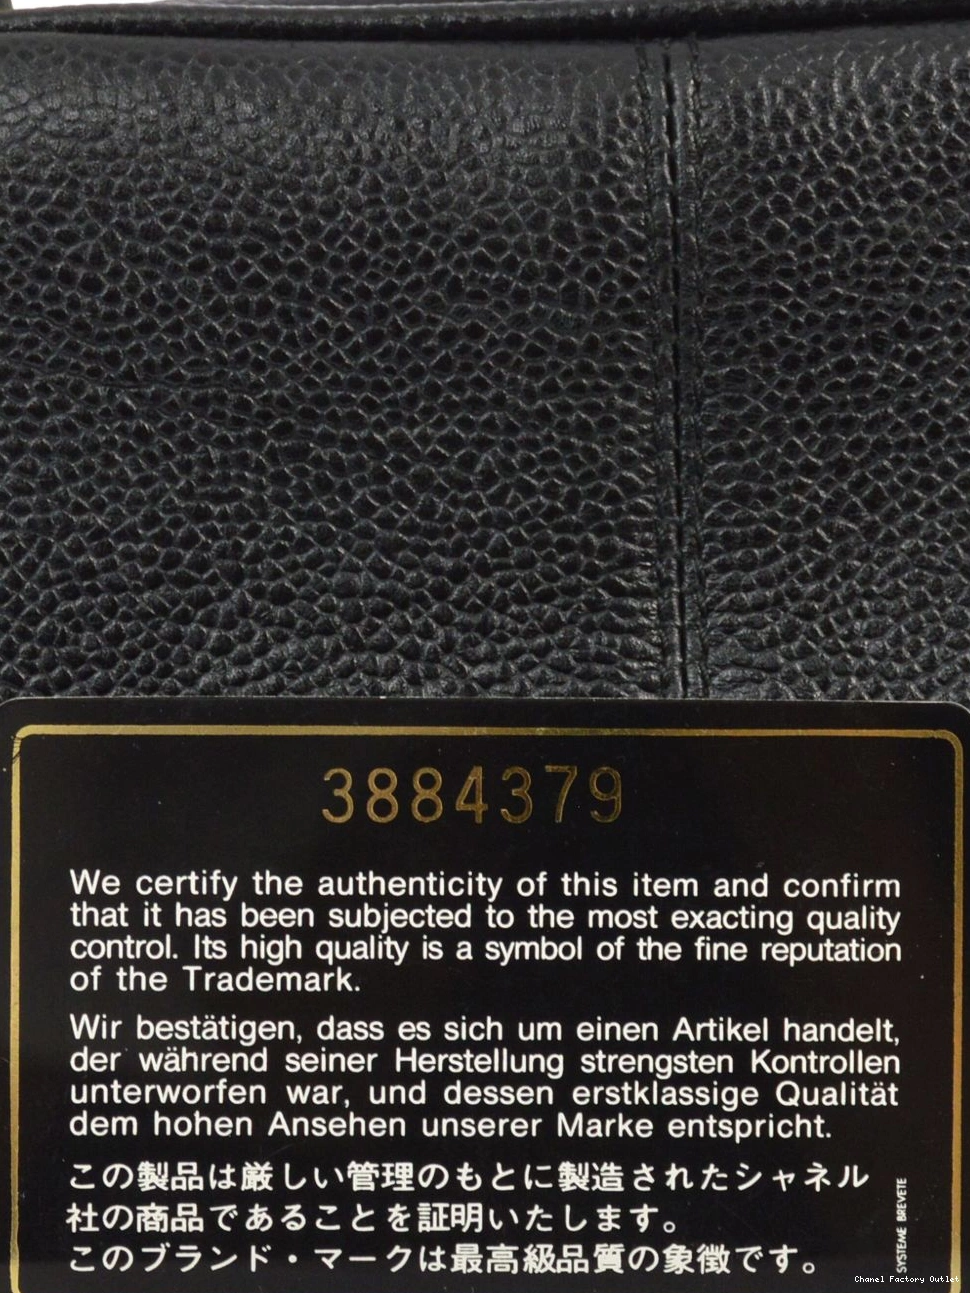 3884379
We certify the authenticity of this item and confirm
that it has been subjected to the most exacting quality
control. Its high quality is a symbol of the fine reputation
of the Trademark.
Wir bestätigen, dass es sich um einen Artikel handelt,
der während seiner Herstellung strengsten Kontrollen
unterworfen war, und dessen erstklassige Qualität
dem hohen Ansehen unserer Marke entspricht.
この製品は厳しい管理のもとに製造されたシャネル
社の商品であることを証明いたします。
このブランド・マークは最高級品質の象徴です。
SYSTEME BREVETE
Chanel Factory Outlet